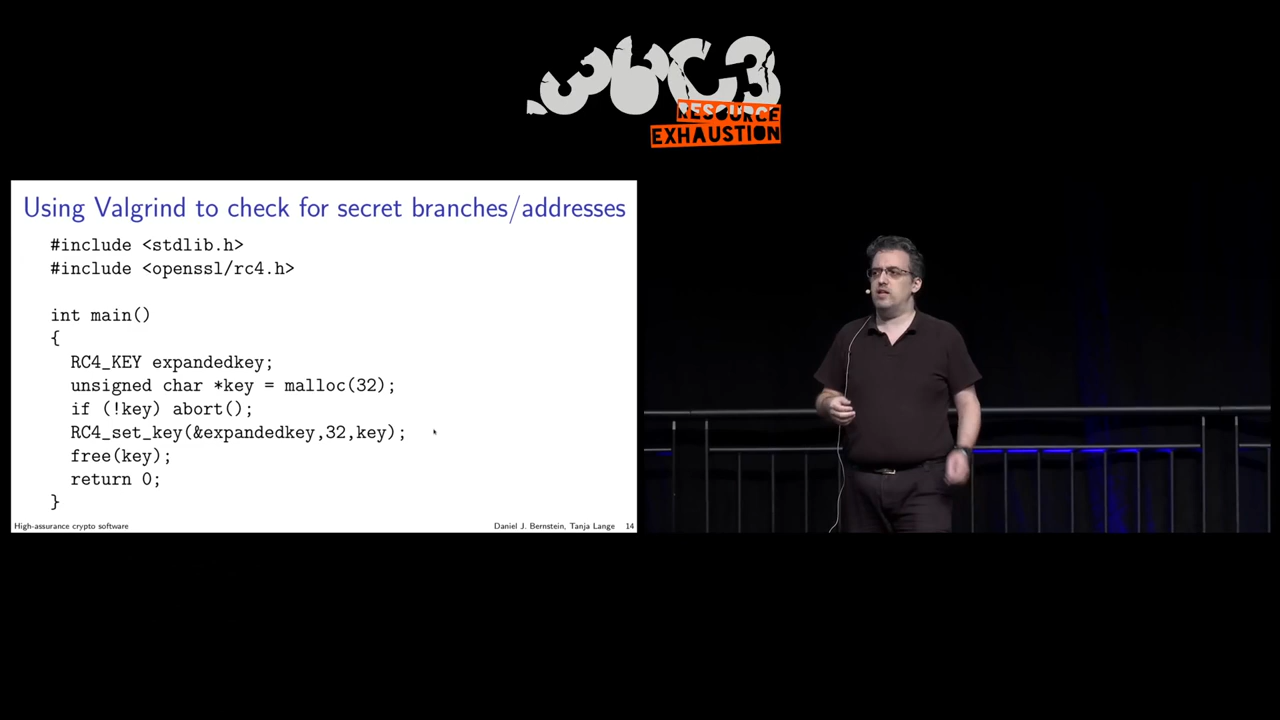 36C3
RESOURCE
EXHAUSTION
Using Valgrind to check for secret branches/addresses
#include <stdlib.h>
#include <openssl/rc4.h>
int main()
{
RC4_KEY expandedkey;
unsigned char *key = malloc(32);
if (!key) abort();
RC4_set_key(&expandedkey,32,key);
free(key);
return 0;
}
High-assurance crypto software
Daniel J. Bernstein, Tanja Lange 14